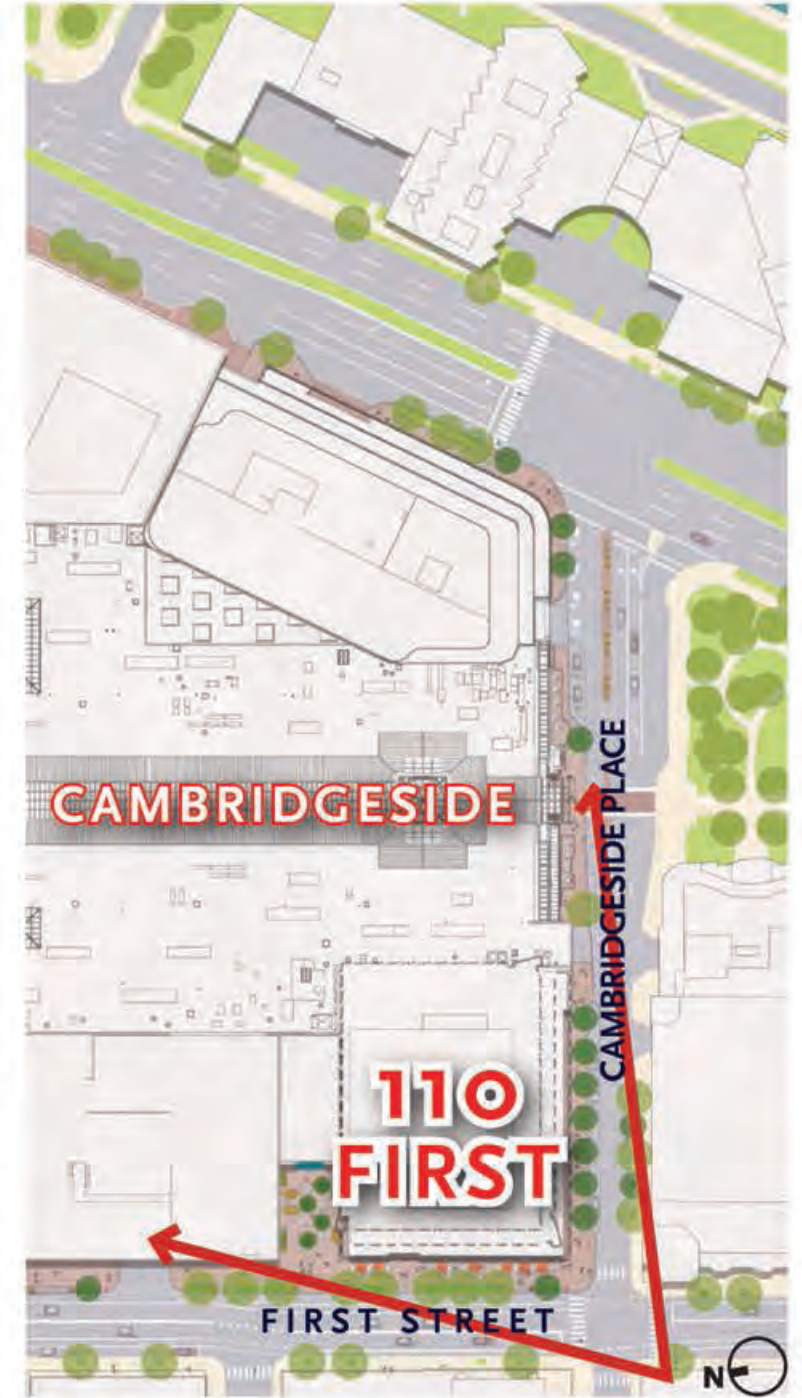 CAMBRIDGESIDE
CAMBRIDGESIDE PLACE
110
FIRST
FIRST STREET
N